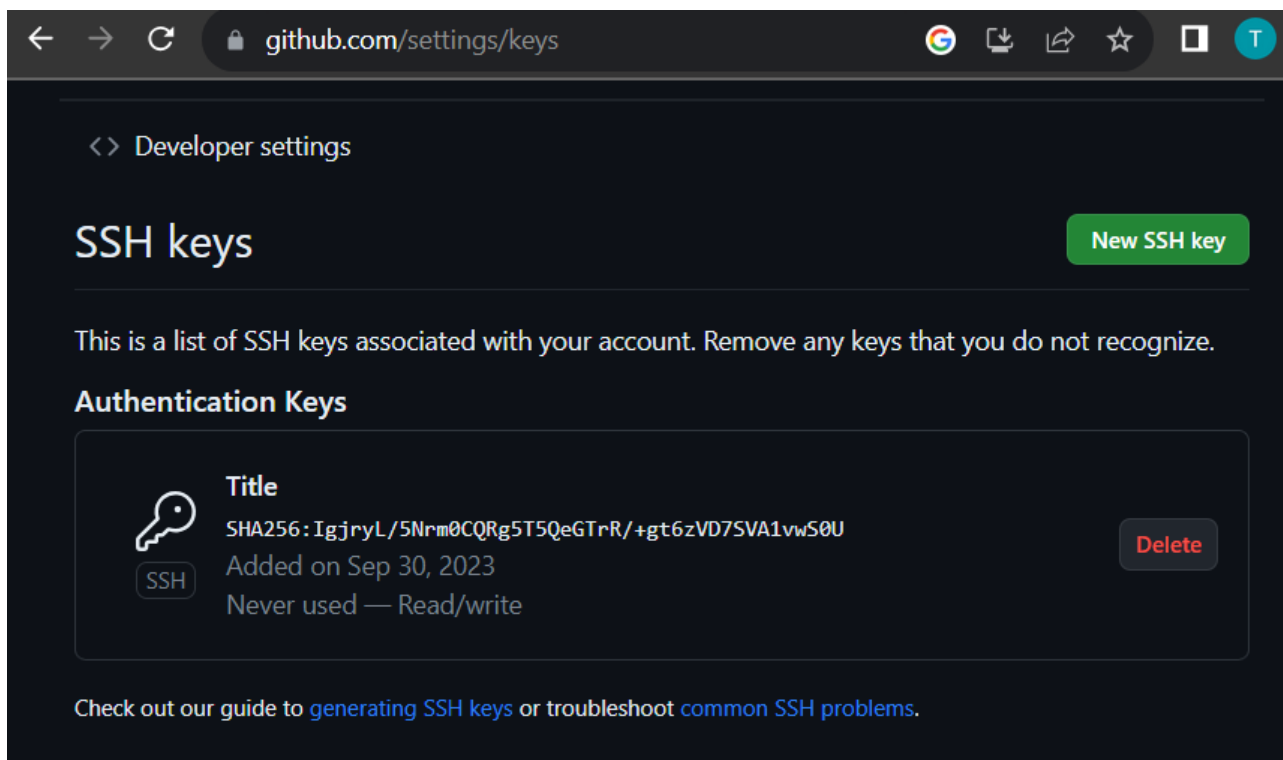 github.com/settings/keys
T
<> Developer settings
SSH keys
New SSH key
This is a list of SSH keys associated with your account. Remove any keys that you do not recognize.
Authentication Keys
Title
SHA256:IgjryL/5Nrm0CQRg5T5QeGTrR/+gt6zVD7SVA1vwS0U
Delete
Added on Sep 30, 2023
SSH
Never used — Read/write
Check out our guide to generating SSH keys or troubleshoot common SSH problems.